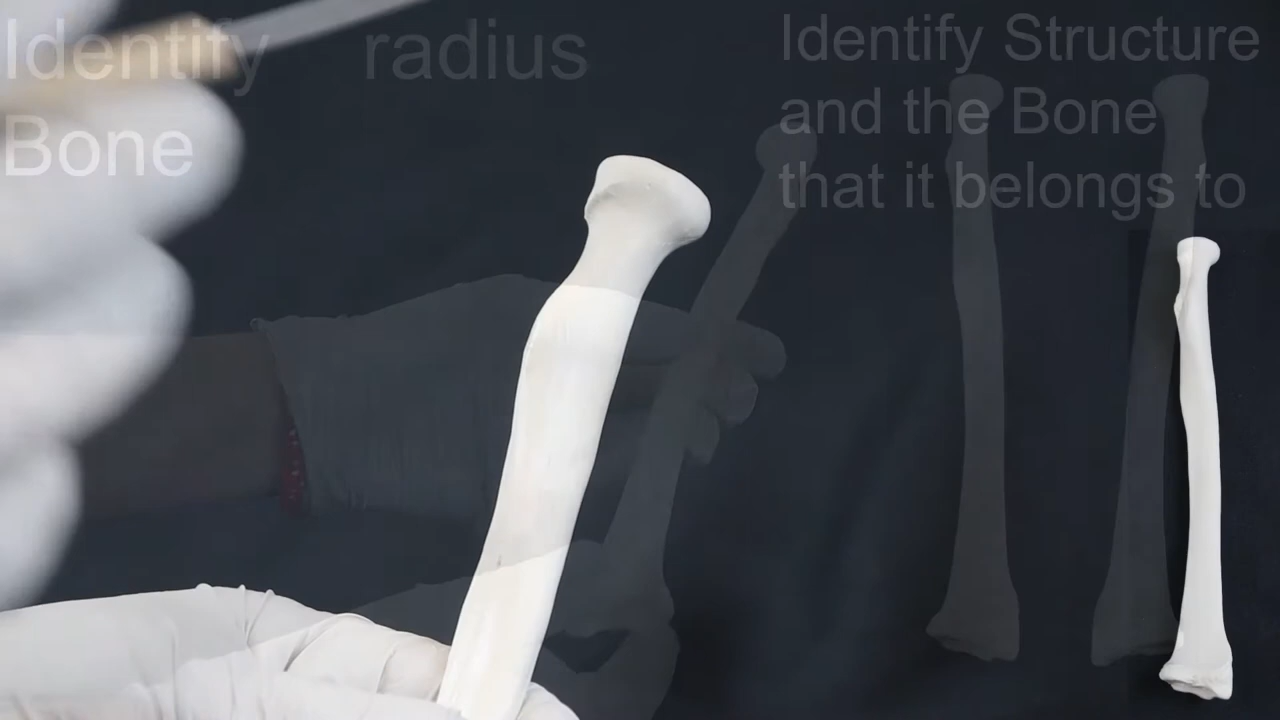 Identify radius
Bone
Identify Structure
and the Bone
that it belongs to